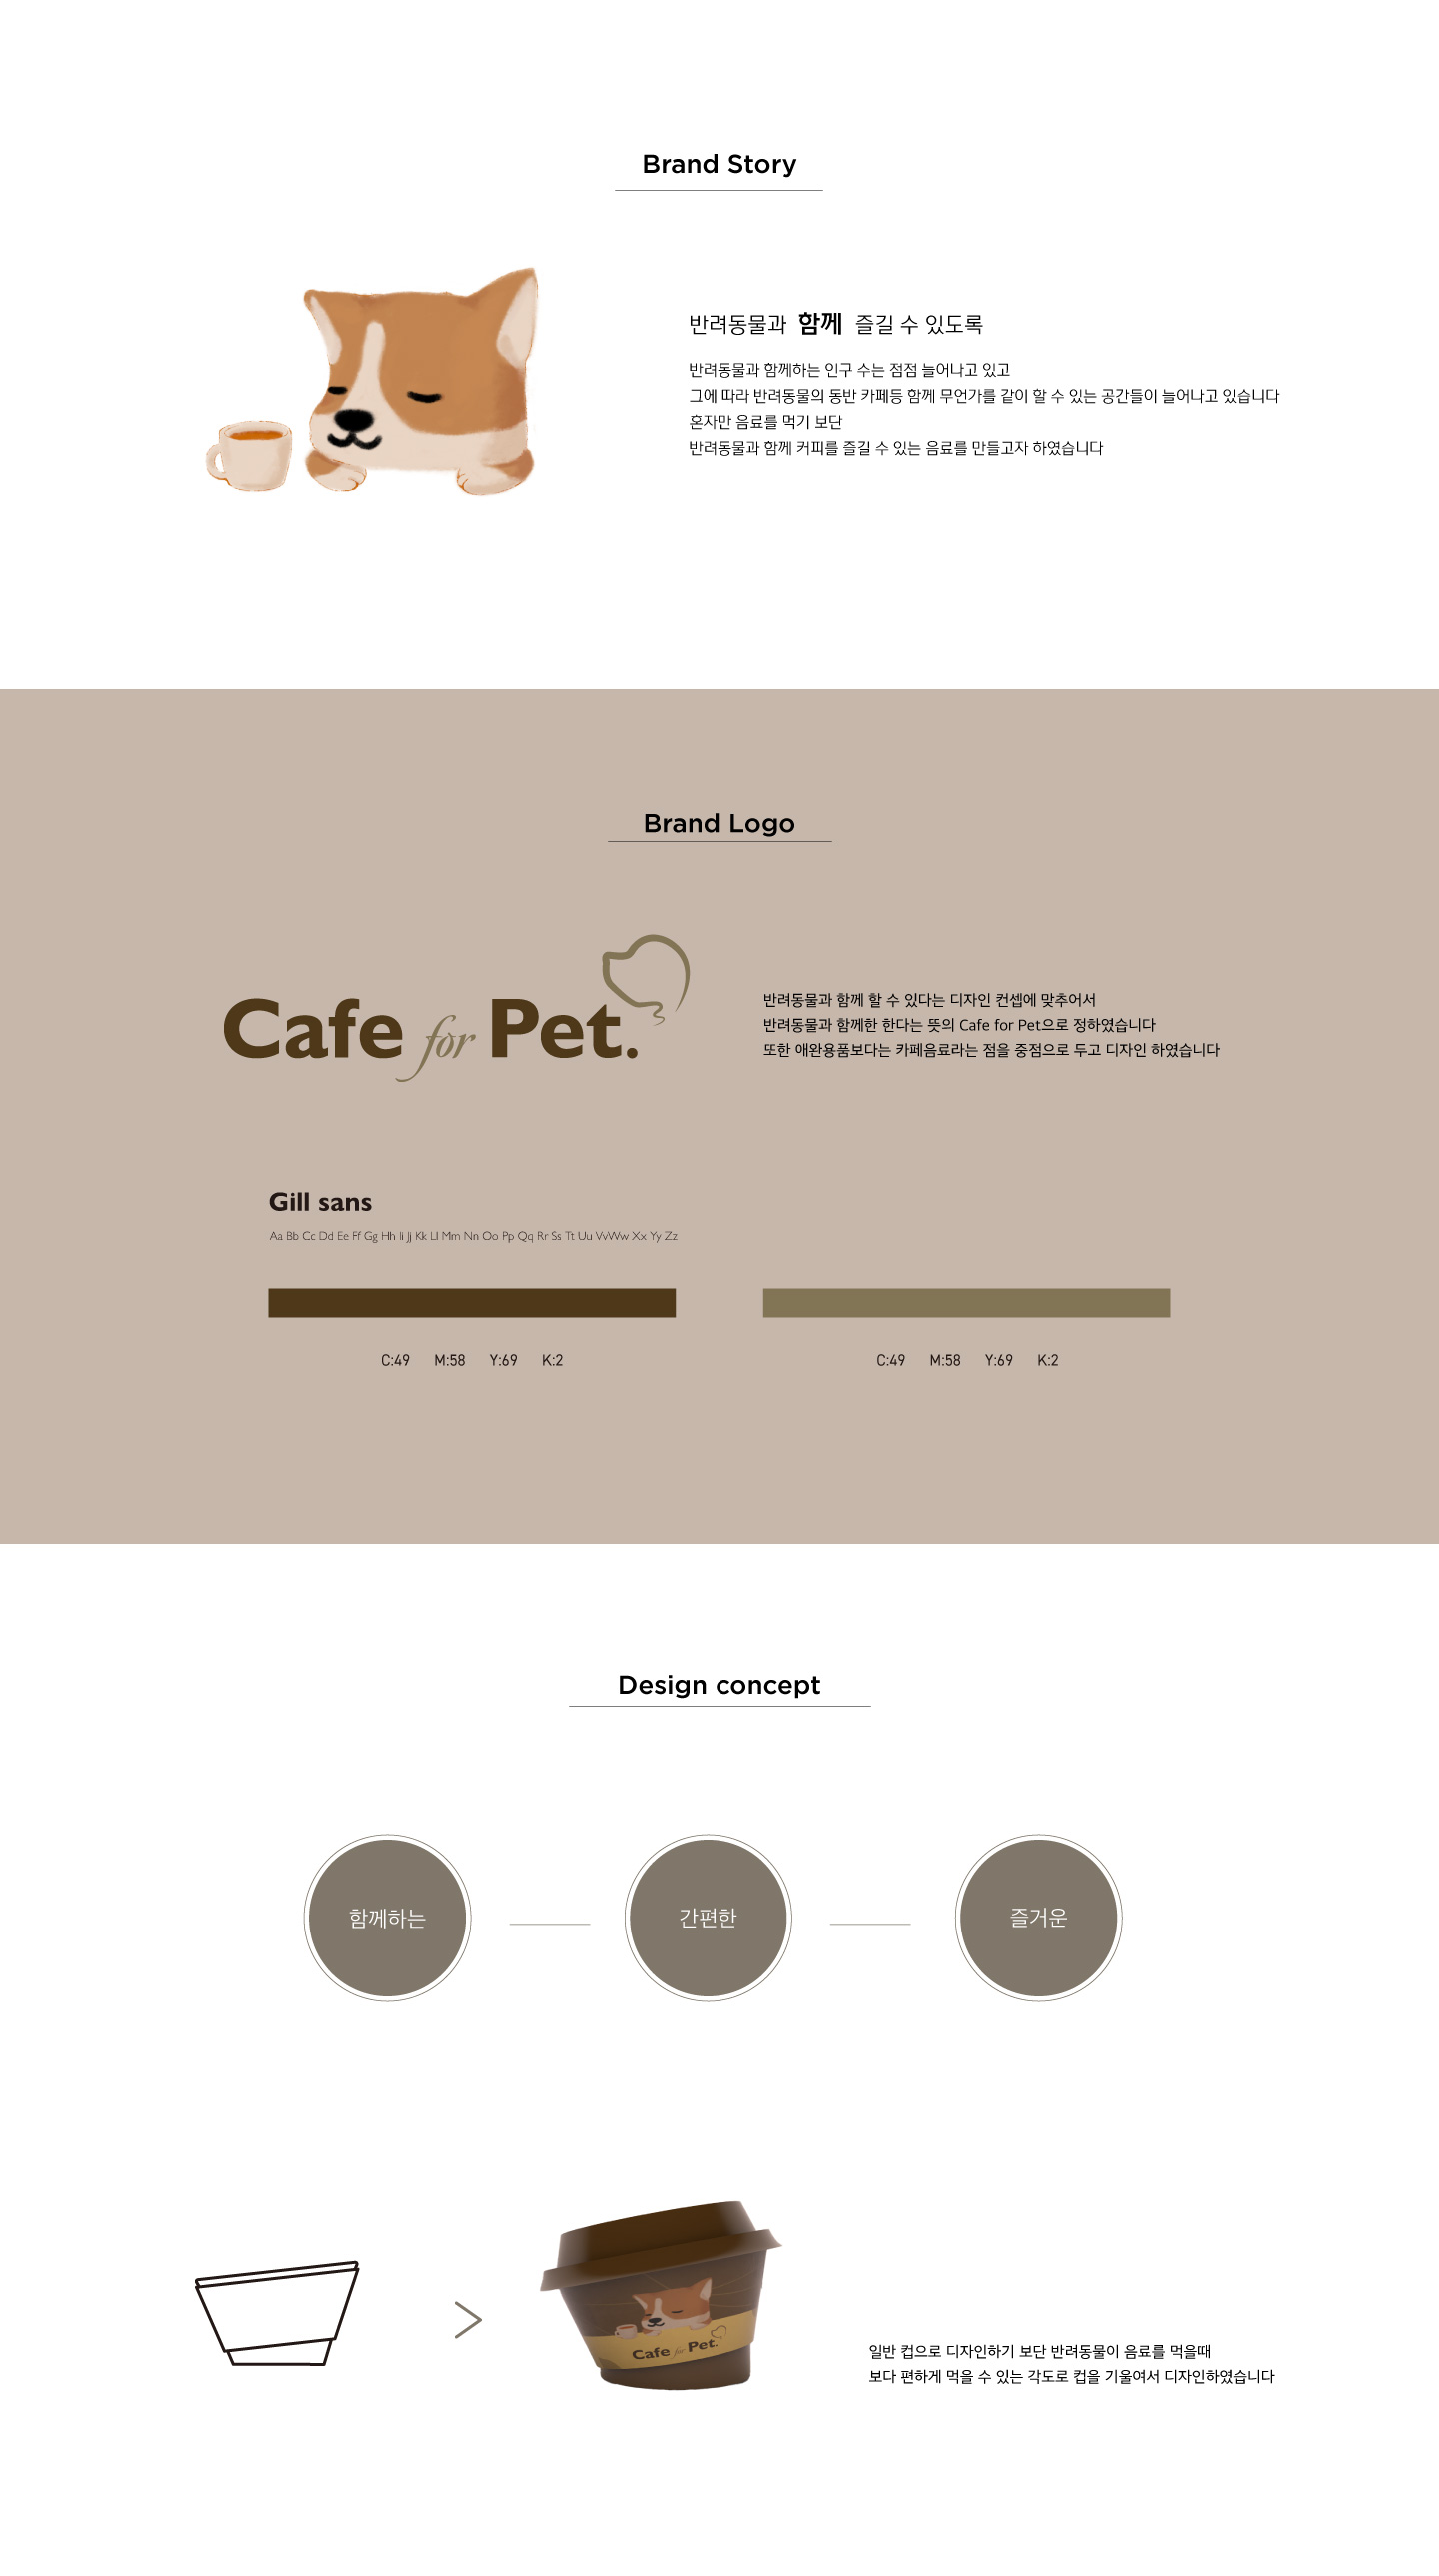 Brand Story
반려동물과 함께 즐길 수 있도록
반려동물과 함께하는 인구 수는 점점 늘어나고 있고
그에 따라 반려동물의 동반 카페등 함께 무언가를 같이 할 수 있는 공간들이 늘어나고 있습니다
혼자만 음료를 먹기 보단
반려동물과 함께 커피를 즐길 수 있는 음료를 만들고자 하였습니다
Brand Logo
Cafe for Pet.
반려동물과 함께 할 수 있다는 디자인 컨셉에 맞추어서
반려동물과 함께한 한다는 뜻의 Cafe for Pet으로 정하였습니다
또한 애완용품보다는 카페음료라는 점을 중점으로 두고 디자인 하였습니다
Gill sans
Aa Bb Cc Dd Ee Ff Gg Hh Ii Jj Kk Ll Mm Nn Oo Pp Qq Rr Ss Tt Uu VvWw Xx Yy Zz
C:49 M:58 Y:69 K:2
C:49 M:58 Y:69 K:2
Design concept
함께하는
간편한
즐거운
Cafe for Pet.
일반 컵으로 디자인하기 보단 반려동물이 음료를 먹을때
보다 편하게 먹을 수 있는 각도로 컵을 기울여서 디자인하였습니다